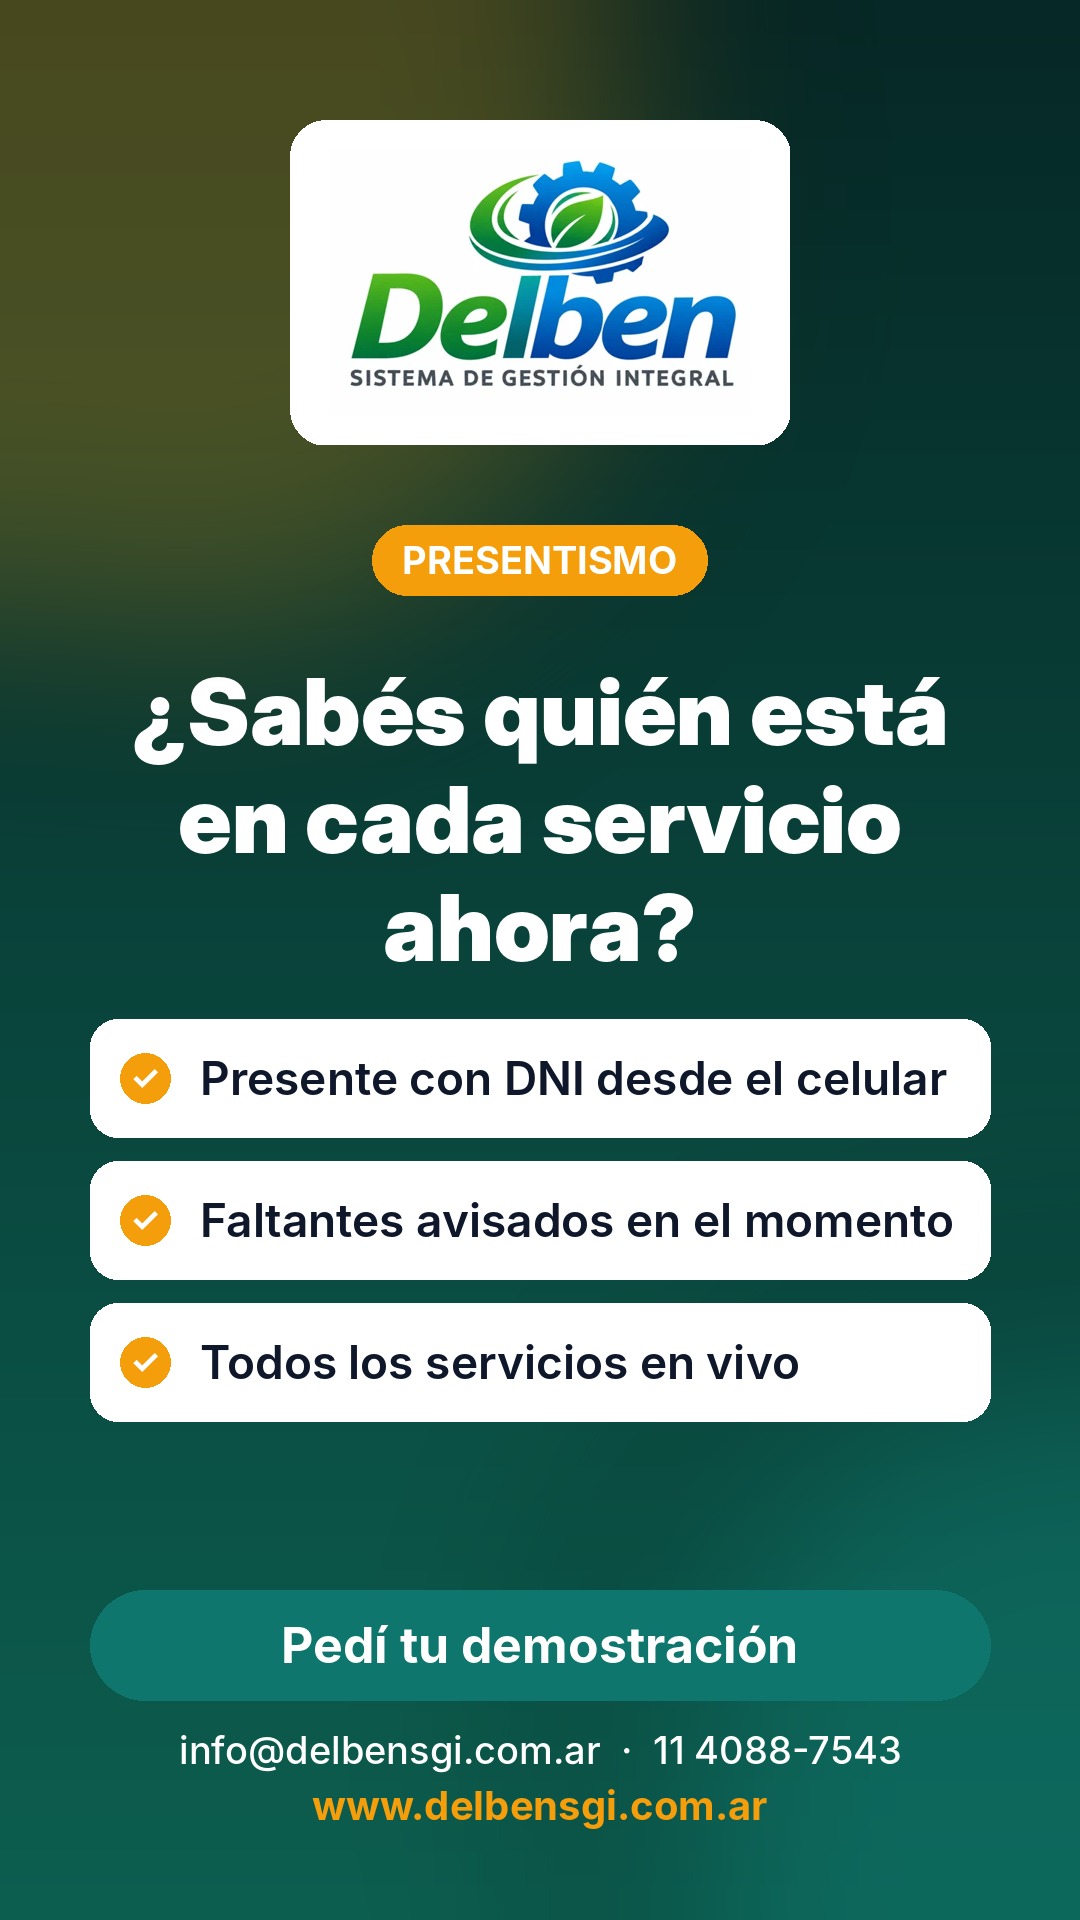 Delben
SISTEMA DE GESTIÓN INTEGRAL
PRESENTISMO
¿Sabés quién está
en cada servicio
ahora?
Presente con DNI desde el celular
Faltantes avisados en el momento
Todos los servicios en vivo
Pedí tu demostración
info@delbensgi.com.ar · 11 4088-7543
www.delbensgi.com.ar